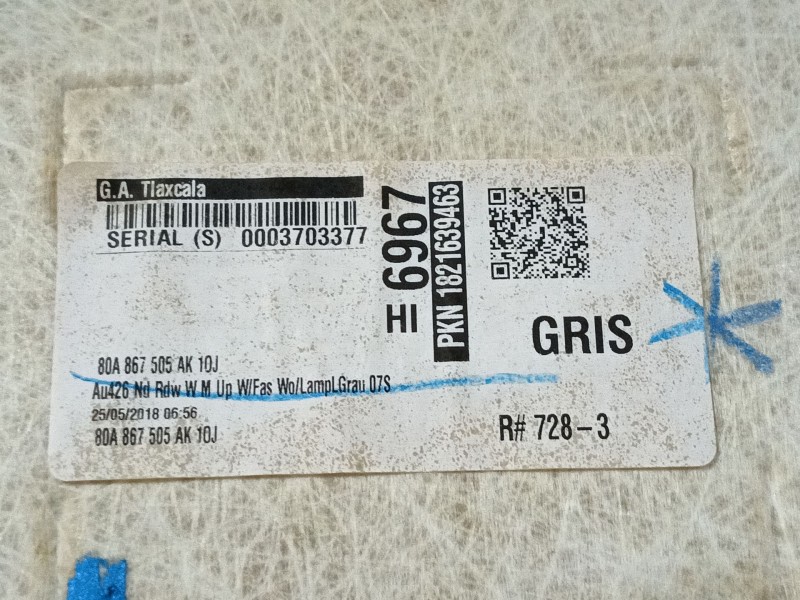 G.A. Tlaxcala
SERIAL (S) 0003703377
HI 6967
PKN 1821639463
GRIS
80A 867 505 AK 10J
Au426 Nd Rdw W M Up W/Fas Wo/LampLGrau 07S
25/05/2018 06:56
80A 867 505 AK 10J
R# 728-3